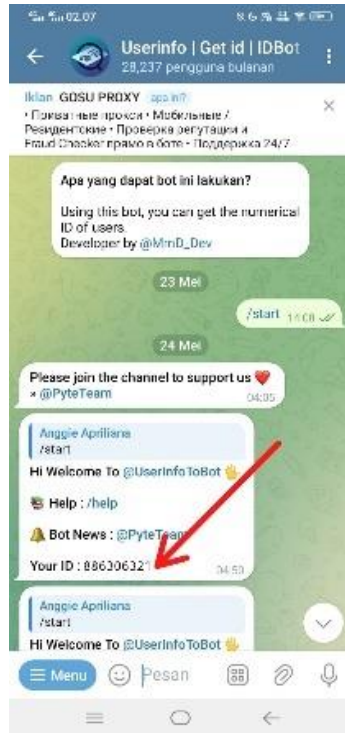 02.07
Userinfo | Get id | IDBot
28,237 pengguna bulanan
Iklan GOSU PROXY apa ini?
• Приватные прокси • Мобильные /
Резидентские • Проверка репутации и
Fraud Checker прямо в боте • Поддержка 24/7
Apa yang dapat bot ini lakukan?
Using this bot, you can get the numerical
ID of users.
Developer by @MmD_Dev
23 Mei
/start 14:08
24 Mei
Please join the channel to support us
» @PyteTeam
04:05
Anggie Apriliana
/start
Hi Welcome To @UserInfoToBot
Help : /help
Bot News : @PyteTeam
Your ID : 886306321
04:50
Anggie Apriliana
/start
Hi Welcome To @UserInfoToBot
Menu
Pesan